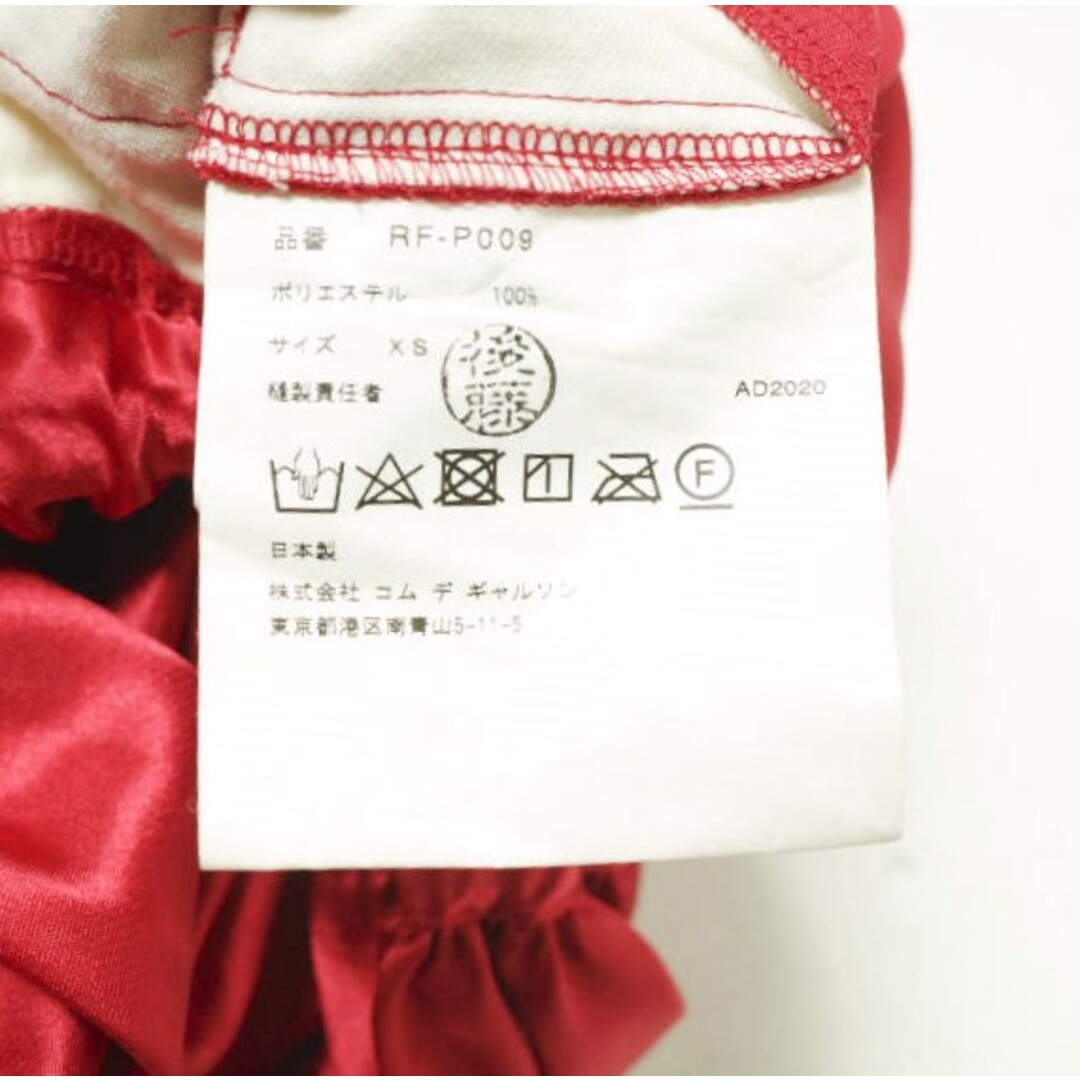 品番 RF-P009
ポリエステル 100%
サイズ XS
後藤
縫製責任者 AD2020
F
日本製
株式会社 コム デ ギャルソン
東京都港区南青山5-11-5